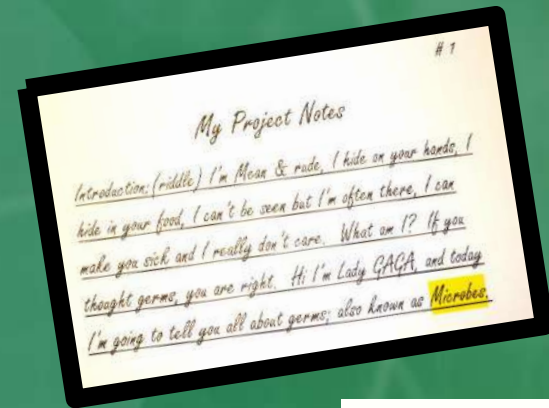 # 1
My Project Notes
Introduction: (riddle) I'm Mean & rude, I hide on your hands, I
hide in your food, I can't be seen but I'm often there, I can
make you sick and I really don't care. What am I? If you
thought germs, you are right. Hi I'm Lady GAGA, and today
I'm going to tell you all about germs; also known as Microbes.